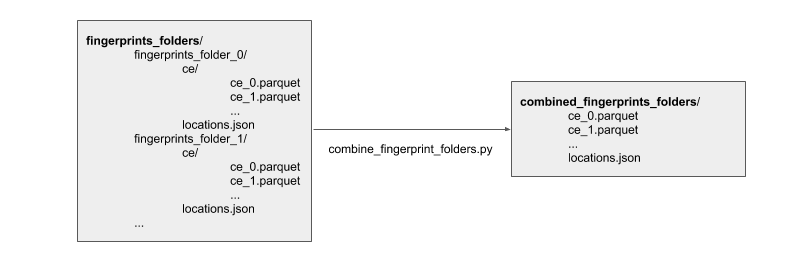 fingerprints_folders/
fingerprints_folder_0/
ce/
ce_0.parquet
ce_1.parquet
...
locations.json
fingerprints_folder_1/
ce/
ce_0.parquet
ce_1.parquet
...
locations.json
...
combine_fingerprint_folders.py
combined_fingerprints_folders/
ce_0.parquet
ce_1.parquet
...
locations.json